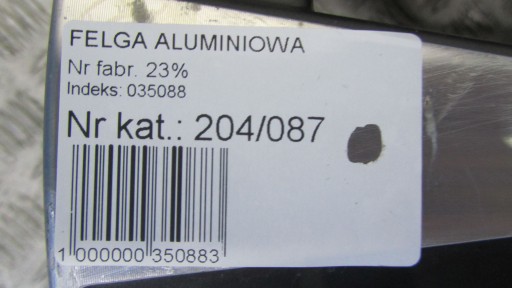 FELGA ALUMINIOWA
Nr fabr. 23%
Indeks: 035088
Nr kat.: 204/087
1 000000 350883